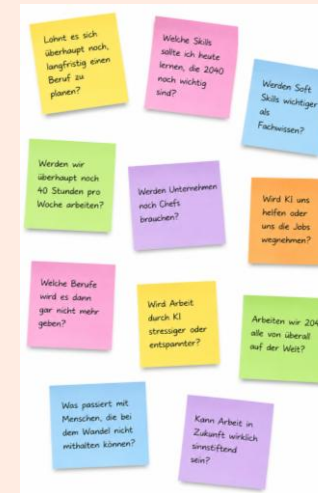 Lohnt es sich
überhaupt noch,
langfristig einen
Beruf zu
planen?
Welche Skills
sollte ich heute
lernen, die 2040
noch wichtig
sind?
Werden Soft
Skills wichtiger
als
Fachwissen?
Werden wir
überhaupt noch
40 Stunden pro
Woche arbeiten?
Werden Unternehmen
noch Chefs
brauchen?
Wird KI uns
helfen oder
uns die Jobs
wegnehmen?
Welche Berufe
wird es dann
gar nicht mehr
geben?
Wird Arbeit
durch KI
stressiger oder
entspannter?
Arbeiten wir 204
alle von überall
auf der Welt?
Was passiert mit
Menschen, die bei
dem Wandel nicht
mithalten können?
Kann Arbeit in
Zukunft wirklich
sinnstiftend
sein?